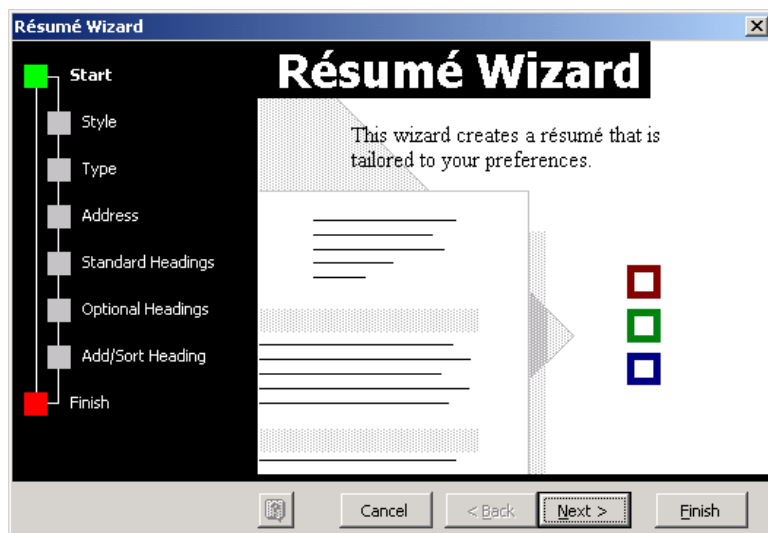 Résumé Wizard
Start
Style
Type
Address
Standard Headings
Optional Headings
Add/Sort Heading
Finish
Résumé Wizard
This wizard creates a résumé that is
tailored to your preferences.
Cancel
< Back
Next >
Finish